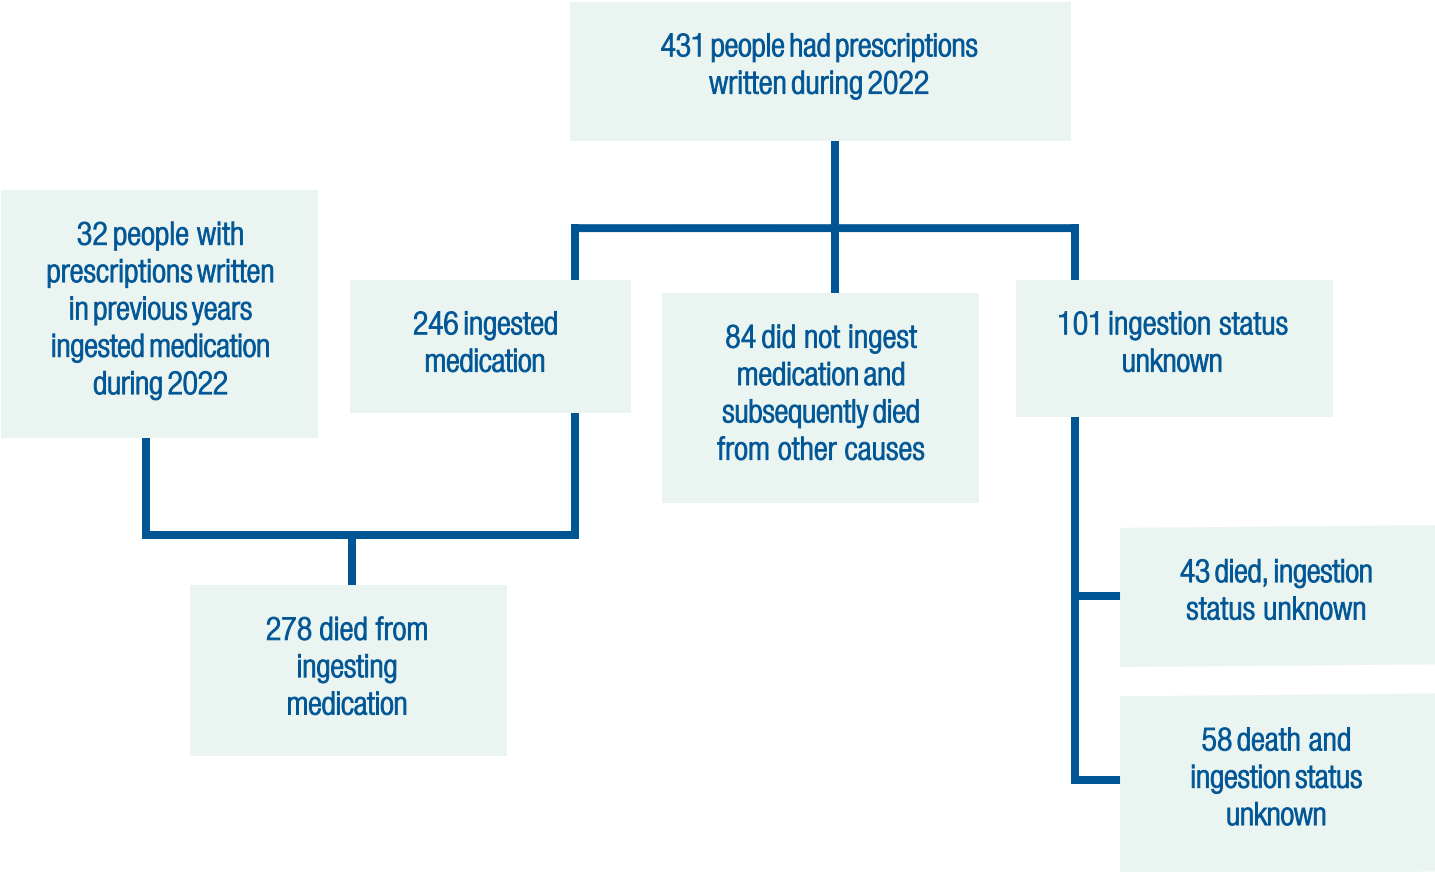 431 people had prescriptions
written during 2022
32 people with
prescriptions written
in previous years
ingested medication
during 2022
246 ingested
medication
84 did not ingest
medication and
subsequently died
from other causes
101 ingestion status
unknown
278 died from
ingesting
medication
43 died, ingestion
status unknown
58 death and
ingestion status
unknown